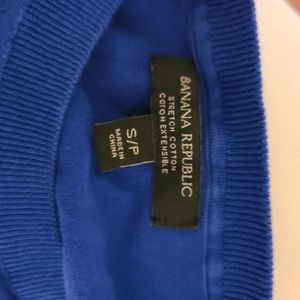 BANANA REPUBLIC
STRETCH COTTON
COTON EXTENSIBLE
S/P
MADE IN
CHINA